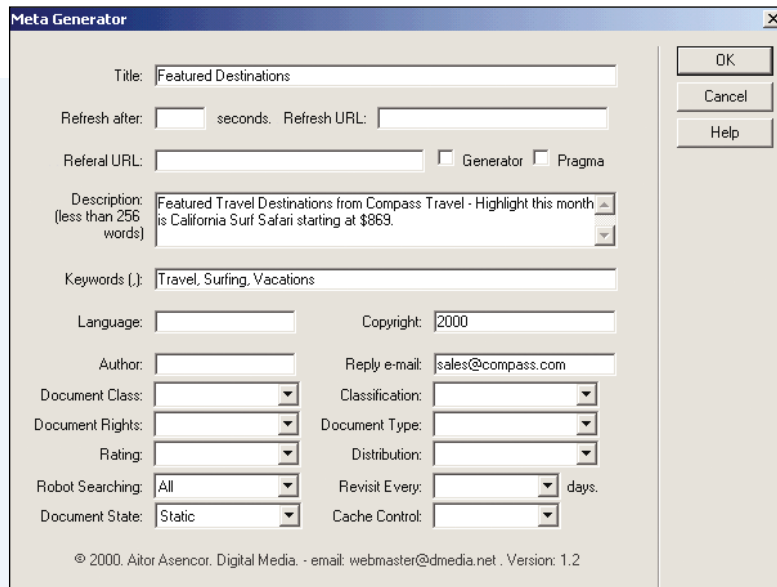 Meta Generator
Title: Featured Destinations
OK
Cancel
Refresh after: seconds. Refresh URL:
Help
Referal URL: Generator Pragma
Description: Featured Travel Destinations from Compass Travel - Highlight this month
(less than 256 is California Surf Safari starting at $869.
words)
Keywords (,): Travel, Surfing, Vacations
Language: Copyright: 2000
Author: Reply e-mail: sales@compass.com
Document Class: Classification:
Document Rights: Document Type:
Rating: Distribution:
Robot Searching: All Revisit Every: days.
Document State: Static Cache Control:
© 2000. Aitor Asencor. Digital Media. - email: webmaster@dmedia.net . Version: 1.2